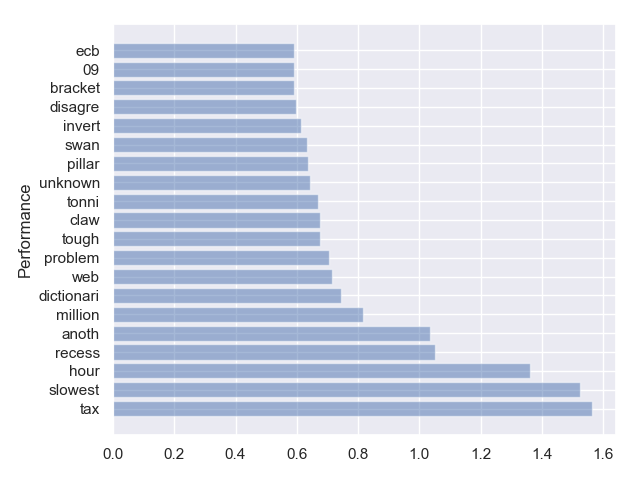 ecb
09
bracket
disagre
invert
swan
pillar
unknown
tonni
claw
tough
problem
web
dictionari
million
anoth
recess
hour
slowest
tax
Performance
0.0 0.2 0.4 0.6 0.8 1.0 1.2 1.4 1.6